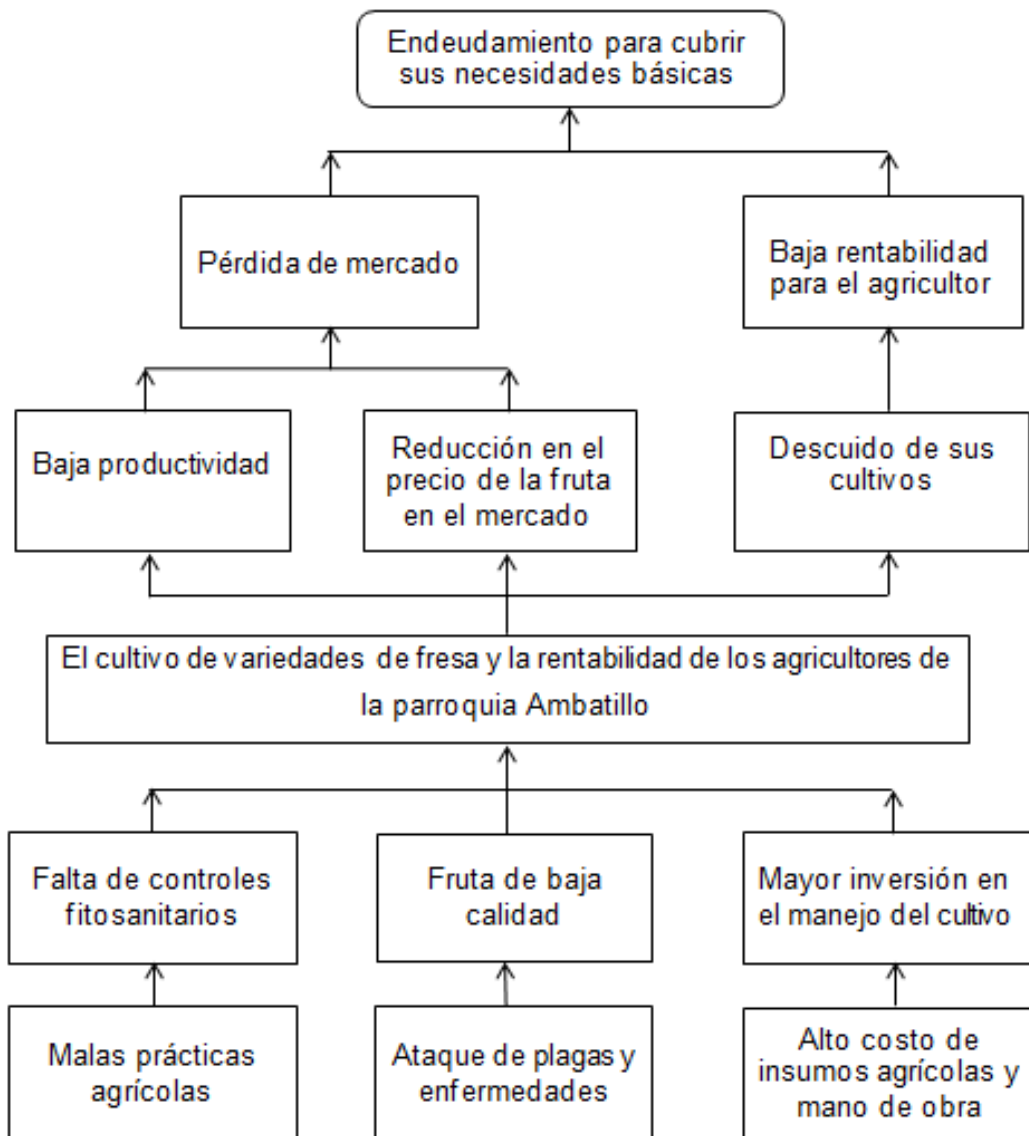 Endeudamiento para cubrir
sus necesidades básicas
Pérdida de mercado
Baja rentabilidad
para el agricultor
Baja productividad
Reducción en el
precio de la fruta
en el mercado
Descuido de sus
cultivos
El cultivo de variedades de fresa y la rentabilidad de los agricultores de
la parroquia Ambatillo
Falta de controles
fitosanitarios
Fruta de baja
calidad
Mayor inversión en
el manejo del cultivo
Malas prácticas
agrícolas
Ataque de plagas y
enfermedades
Alto costo de
insumos agrícolas y
mano de obra